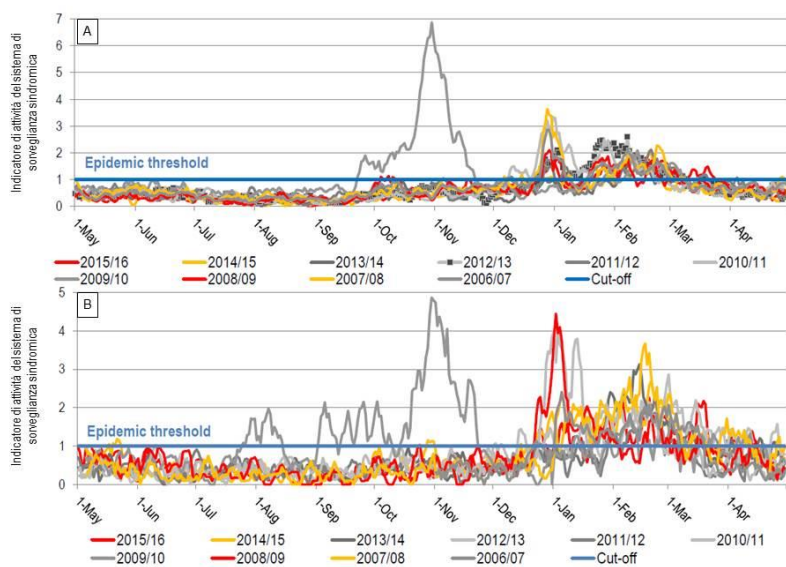 A
Indicatore di attività del sistema di
sorveglianza sindromica
7
6
5
4
3
2
1
0
Epidemic threshold
1-May
1-Jun
1-Jul
1-Aug
1-Sep
1-Oct
1-Nov
1-Dec
1-Jan
1-Feb
1-Mar
1-Apr
2015/16 2014/15 2013/14 2012/13 2011/12 2010/11
2009/10 2008/09 2007/08 2006/07 Cut-off
B
Indicatore di attività del sistema di
sorveglianza sindromica
5
4
3
2
1
0
Epidemic threshold
1-May
1-Jun
1-Jul
1-Aug
1-Sep
1-Oct
1-Nov
1-Dec
1-Jan
1-Feb
1-Mar
1-Apr
2015/16 2014/15 2013/14 2012/13 2011/12 2010/11
2009/10 2008/09 2007/08 2006/07 Cut-off